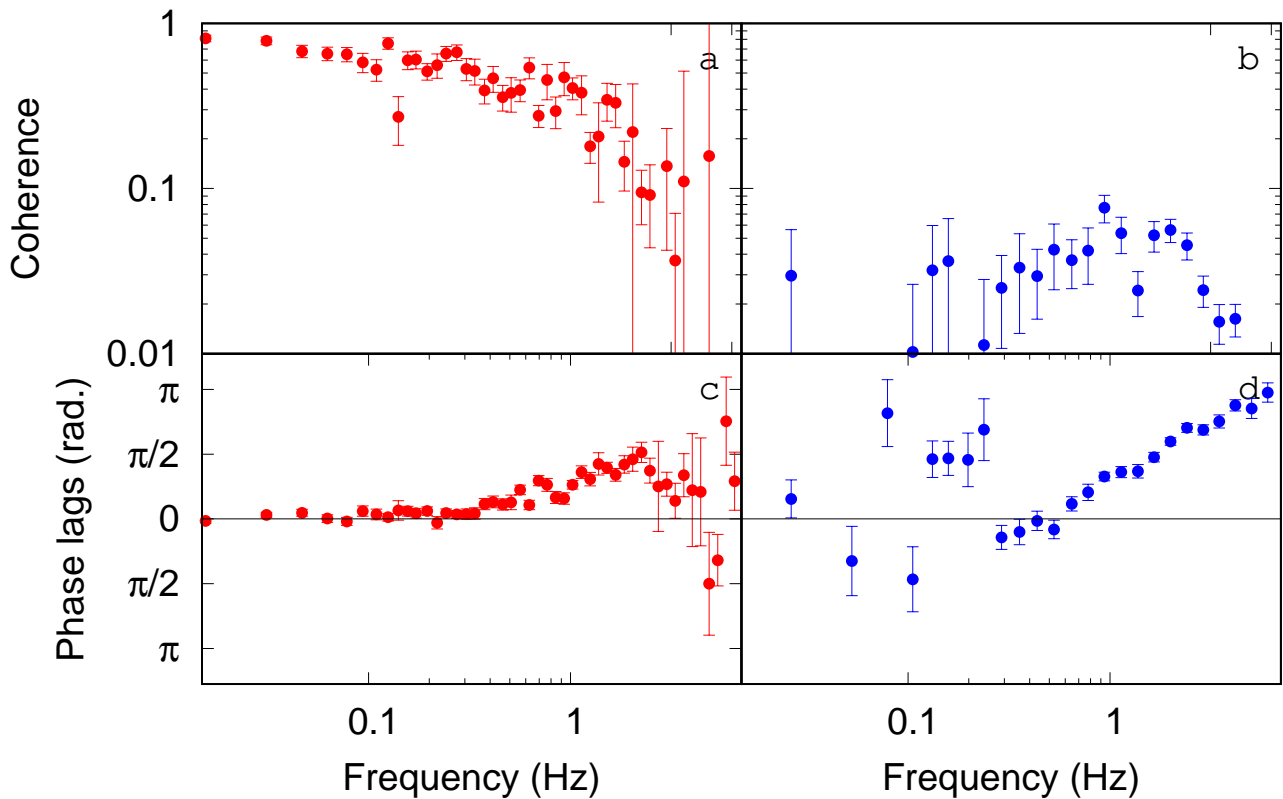 1
a
b
Coherence
0.1
0.01
π
c
d
π/2
Phase lags (rad.)
0
π/2
π
0.1
1
0.1
1
Frequency (Hz)
Frequency (Hz)